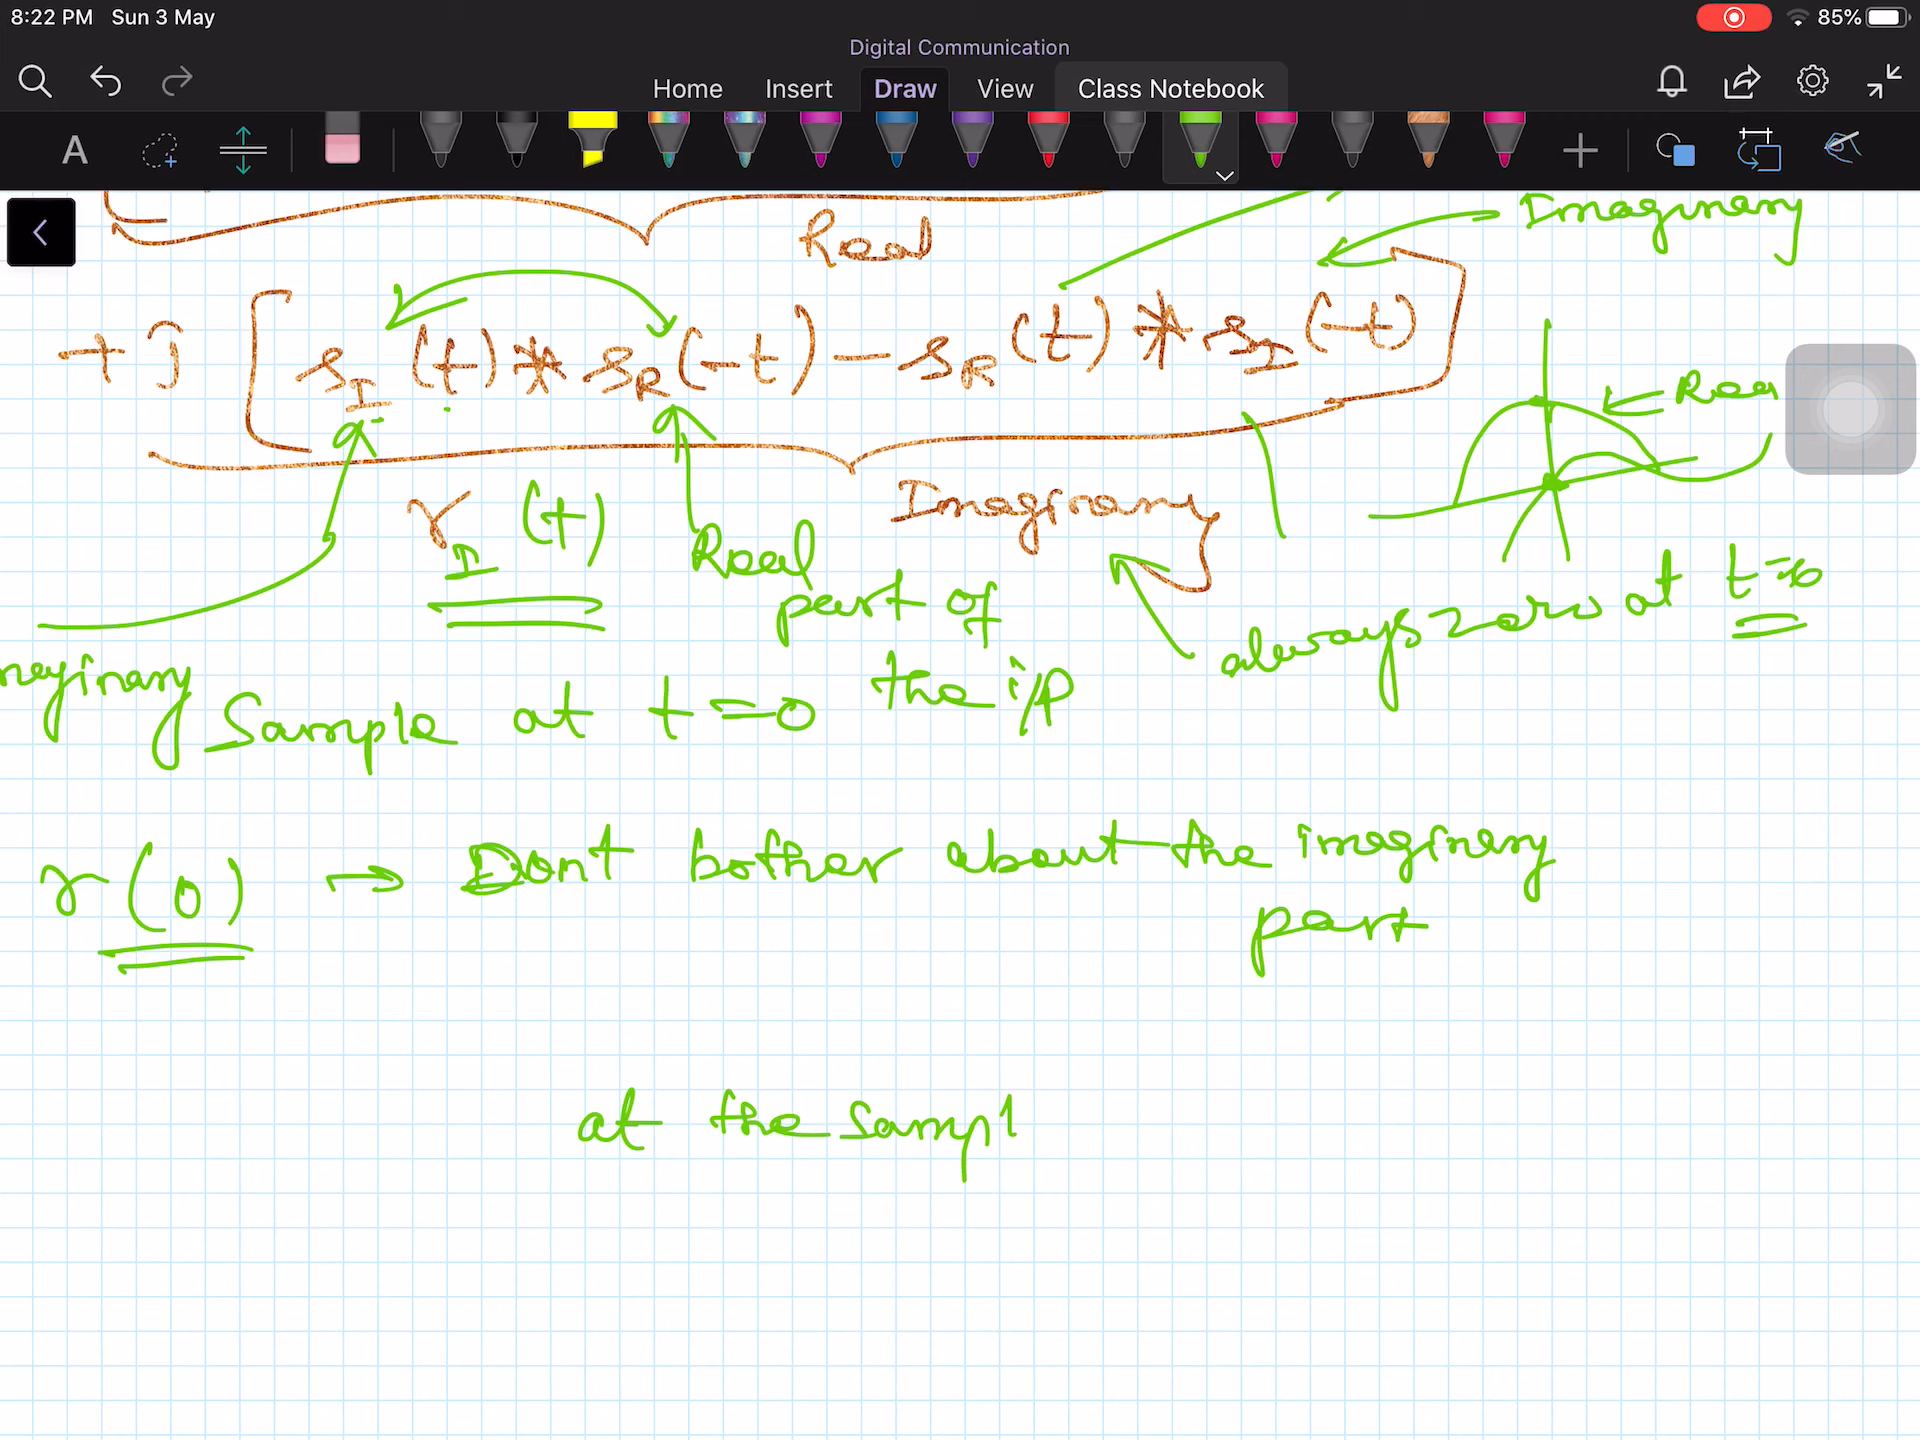 8:22 PM Sun 3 May 85%
Digital Communication
Home Insert Draw View Class Notebook
A
Real
Imaginary
+ j [ s_I(t) * s_R(-t) - s_R(t) * s_I(-t) ]
Rea
r_I(t)
Imaginary
Real
part of
the i/p
always zero at t=0
maginary
Sample at t=0
r(0) → Dont bother about the imaginary
part
at the sampl